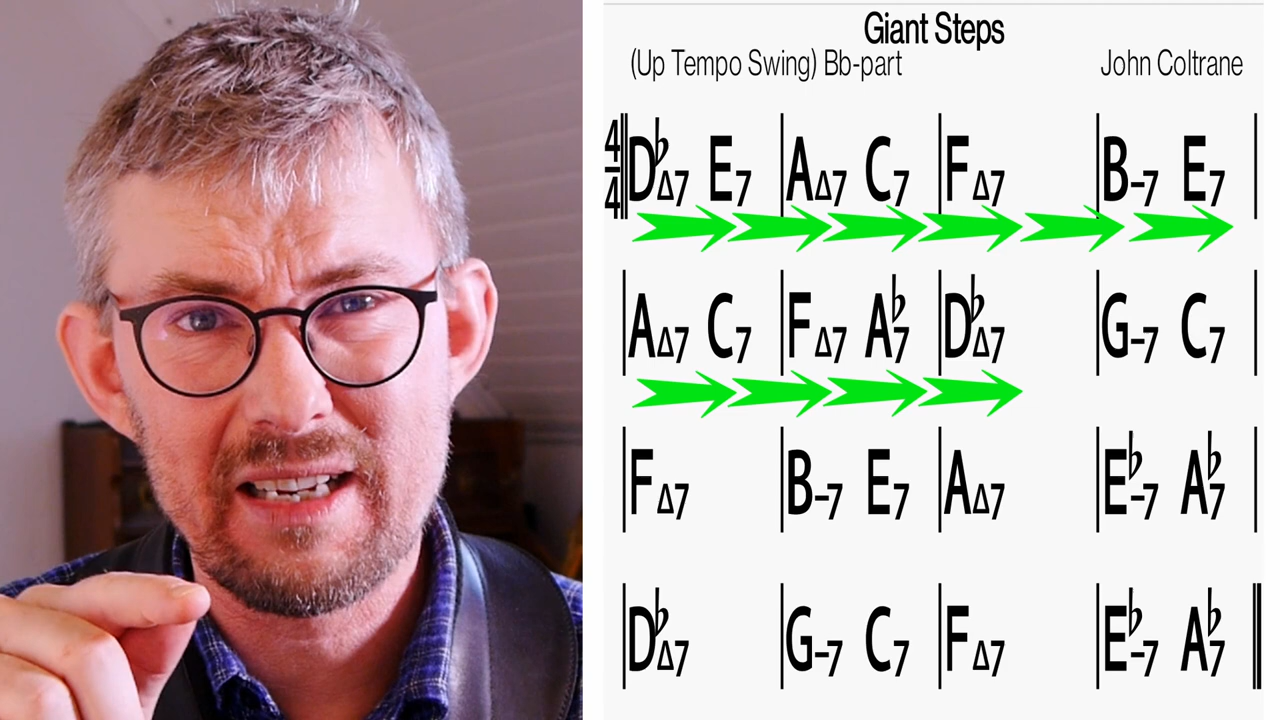 Giant Steps
(Up Tempo Swing) Bb-part John Coltrane
4/4 D♭Δ7 E7 | AΔ7 C7 | FΔ7 | B-7 E7 |
| AΔ7 C7 | FΔ7 A♭7 | D♭Δ7 | G-7 C7 |
| FΔ7 | B-7 E7 | AΔ7 | E♭-7 A♭7 |
| D♭Δ7 | G-7 C7 | FΔ7 | E♭-7 A♭7 ||